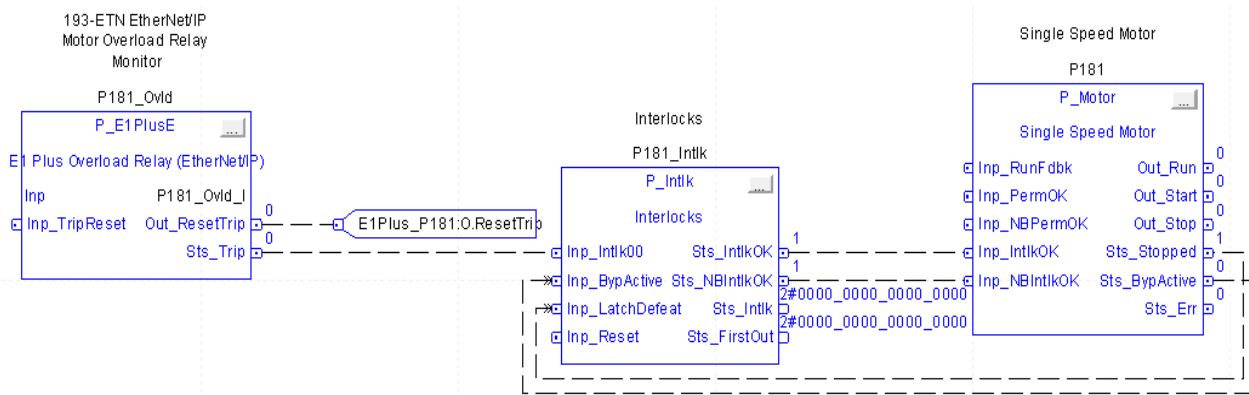 193-ETN EtherNet/IP
Motor Overload Relay
Monitor
P181_Ovld
P_E1PlusE
...
E1 Plus Overload Relay (EtherNet/IP)
Inp P181_Ovld_I
Inp_TripReset Out_ResetTrip 0
Sts_Trip 0
E1Plus_P181:O.ResetTrip
Interlocks
P181_Intlk
P_Intlk
...
Interlocks
Inp_Intlk00 Sts_IntlkOK 1
Inp_BypActive Sts_NBIntlkOK 1
Inp_LatchDefeat Sts_Intlk 2#0000_0000_0000_0000
Inp_Reset Sts_FirstOut 2#0000_0000_0000_0000
Single Speed Motor
P181
P_Motor
...
Single Speed Motor
Inp_RunFdbk Out_Run 0
Inp_PermOK Out_Start 0
Inp_NBPermOK Out_Stop 0
Inp_IntlkOK Sts_Stopped 1
Inp_NBIntlkOK Sts_BypActive 0
Sts_Err 0